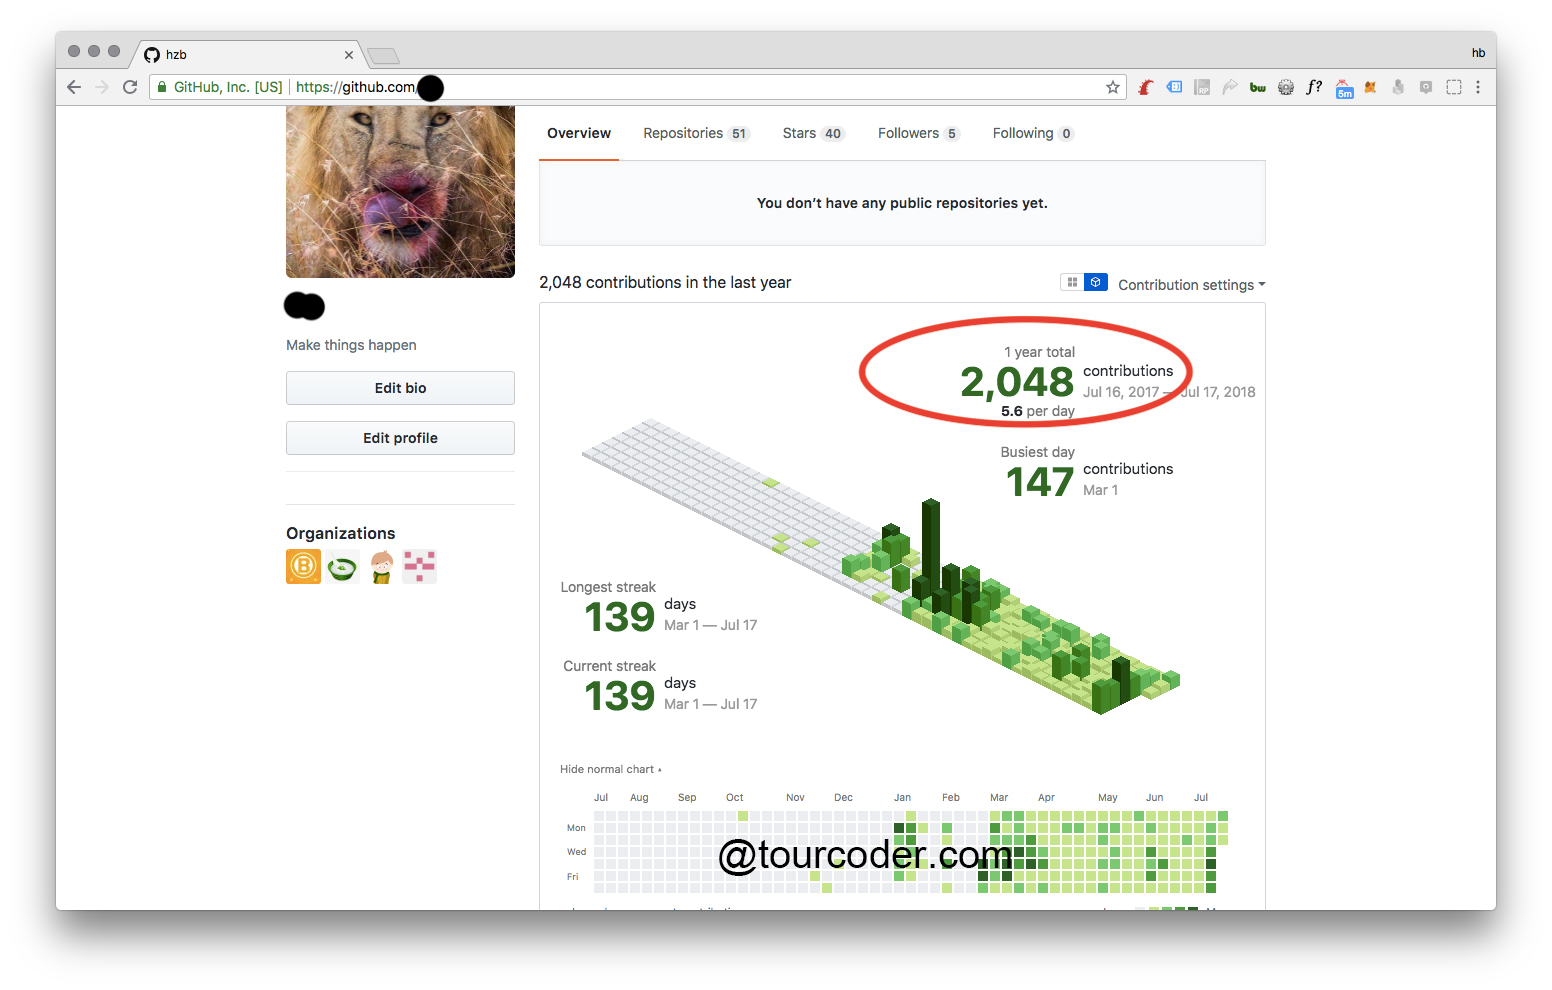 hzb
hb
GitHub, Inc. [US] https://github.com/
RP
bw
f?
5m
Overview Repositories 51 Stars 40 Followers 5 Following 0
You don’t have any public repositories yet.
2,048 contributions in the last year
Contribution settings
Make things happen
Edit bio
Edit profile
Organizations
B
1 year total
2,048 contributions
Jul 16, 2017 — Jul 17, 2018
5.6 per day
Busiest day
147 contributions
Mar 1
Longest streak
139 days
Mar 1 — Jul 17
Current streak
139 days
Mar 1 — Jul 17
Hide normal chart
Jul Aug Sep Oct Nov Dec Jan Feb Mar Apr May Jun Jul
Mon
Wed
Fri
@tourcoder.com